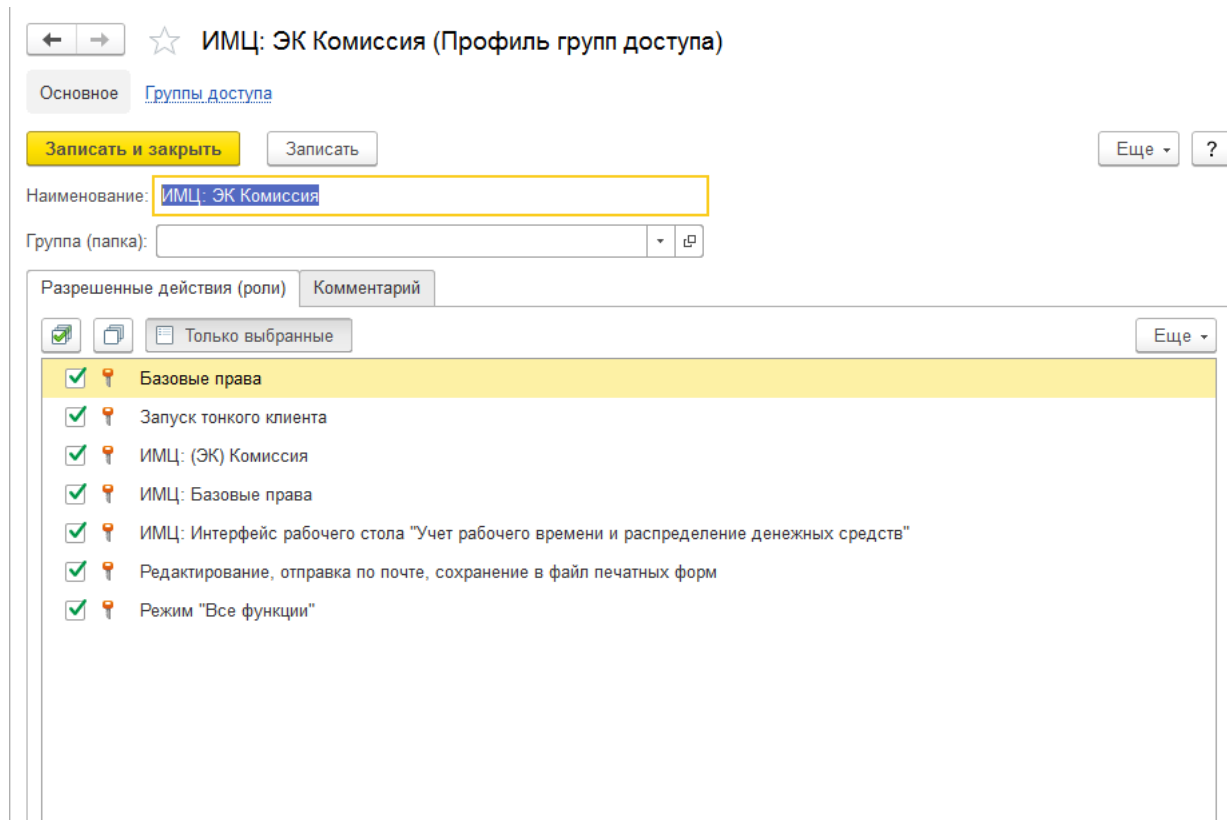 ИМЦ: ЭК Комиссия (Профиль групп доступа)
Основное Группы доступа
Записать и закрыть Записать Еще ?
Наименование: ИМЦ: ЭК Комиссия
Группа (папка):
Разрешенные действия (роли) Комментарий
Только выбранные Еще
Базовые права
Запуск тонкого клиента
ИМЦ: (ЭК) Комиссия
ИМЦ: Базовые права
ИМЦ: Интерфейс рабочего стола "Учет рабочего времени и распределение денежных средств"
Редактирование, отправка по почте, сохранение в файл печатных форм
Режим "Все функции"